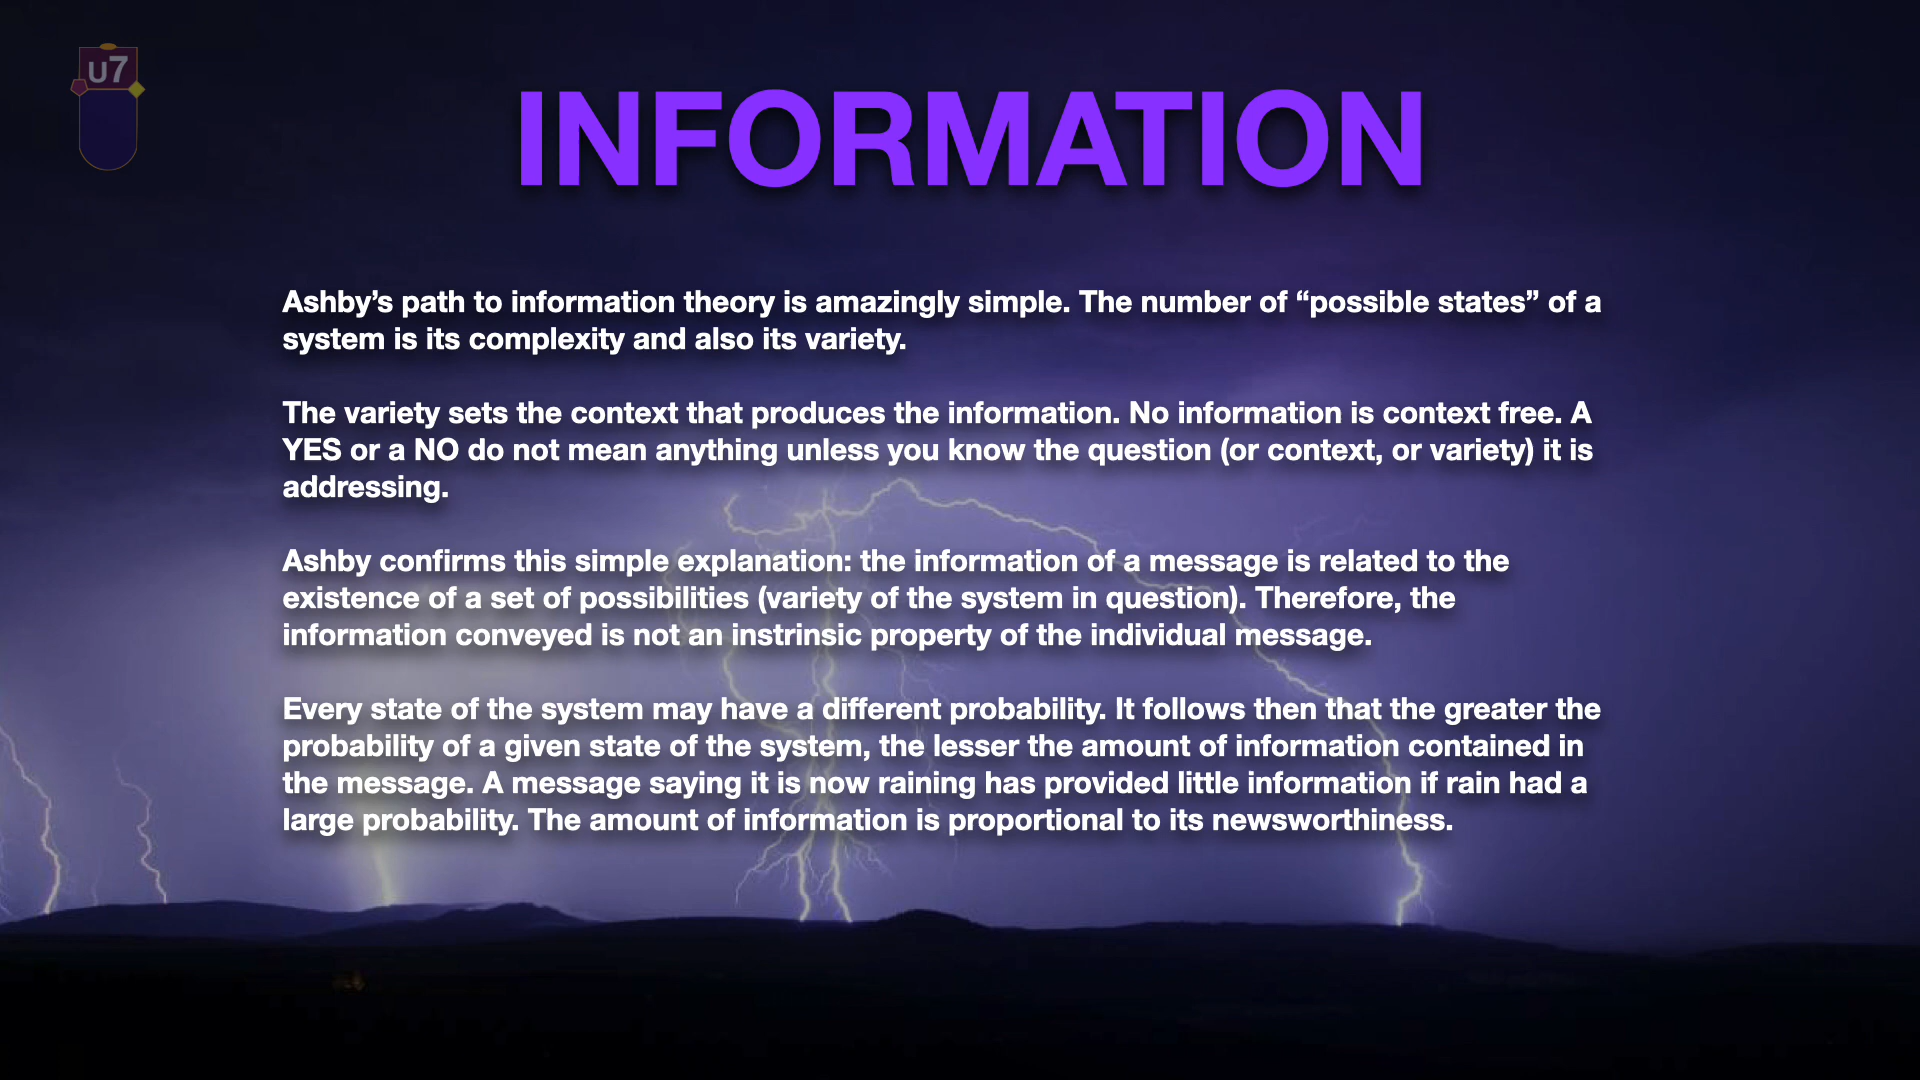 u7
INFORMATION
Ashby’s path to information theory is amazingly simple. The number of “possible states” of a
system is its complexity and also its variety.
The variety sets the context that produces the information. No information is context free. A
YES or a NO do not mean anything unless you know the question (or context, or variety) it is
addressing.
Ashby confirms this simple explanation: the information of a message is related to the
existence of a set of possibilities (variety of the system in question). Therefore, the
information conveyed is not an instrinsic property of the individual message.
Every state of the system may have a different probability. It follows then that the greater the
probability of a given state of the system, the lesser the amount of information contained in
the message. A message saying it is now raining has provided little information if rain had a
large probability. The amount of information is proportional to its newsworthiness.